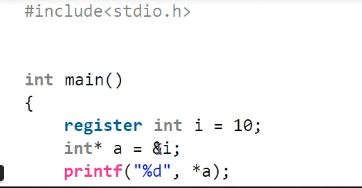 #include<stdio.h>
int main()
{
register int i = 10;
int* a = &i;
printf("%d", *a);